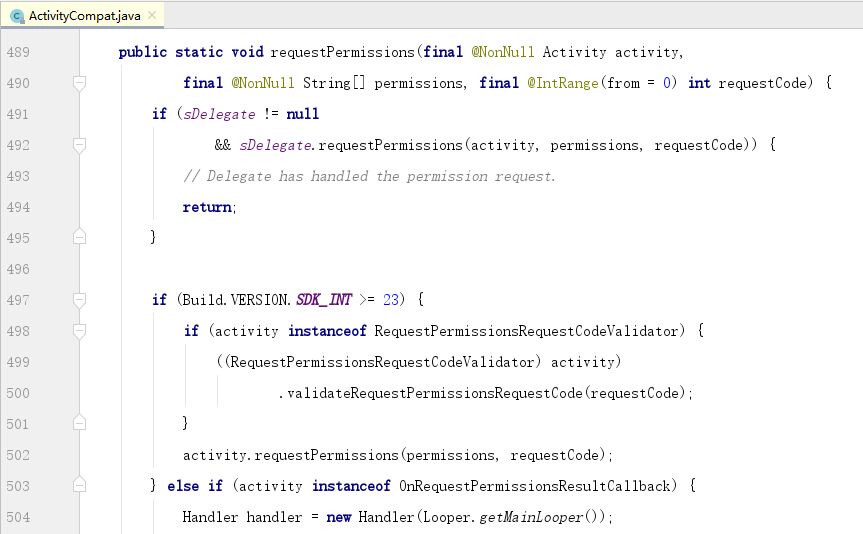 ActivityCompat.java
489 public static void requestPermissions(final @NonNull Activity activity,
490 final @NonNull String[] permissions, final @IntRange(from = 0) int requestCode) {
491 if (sDelegate != null
492 && sDelegate.requestPermissions(activity, permissions, requestCode)) {
493 // Delegate has handled the permission request.
494 return;
495 }
496
497 if (Build.VERSION.SDK_INT >= 23) {
498 if (activity instanceof RequestPermissionsRequestCodeValidator) {
499 ((RequestPermissionsRequestCodeValidator) activity)
500 .validateRequestPermissionsRequestCode(requestCode);
501 }
502 activity.requestPermissions(permissions, requestCode);
503 } else if (activity instanceof OnRequestPermissionsResultCallback) {
504 Handler handler = new Handler(Looper.getMainLooper());